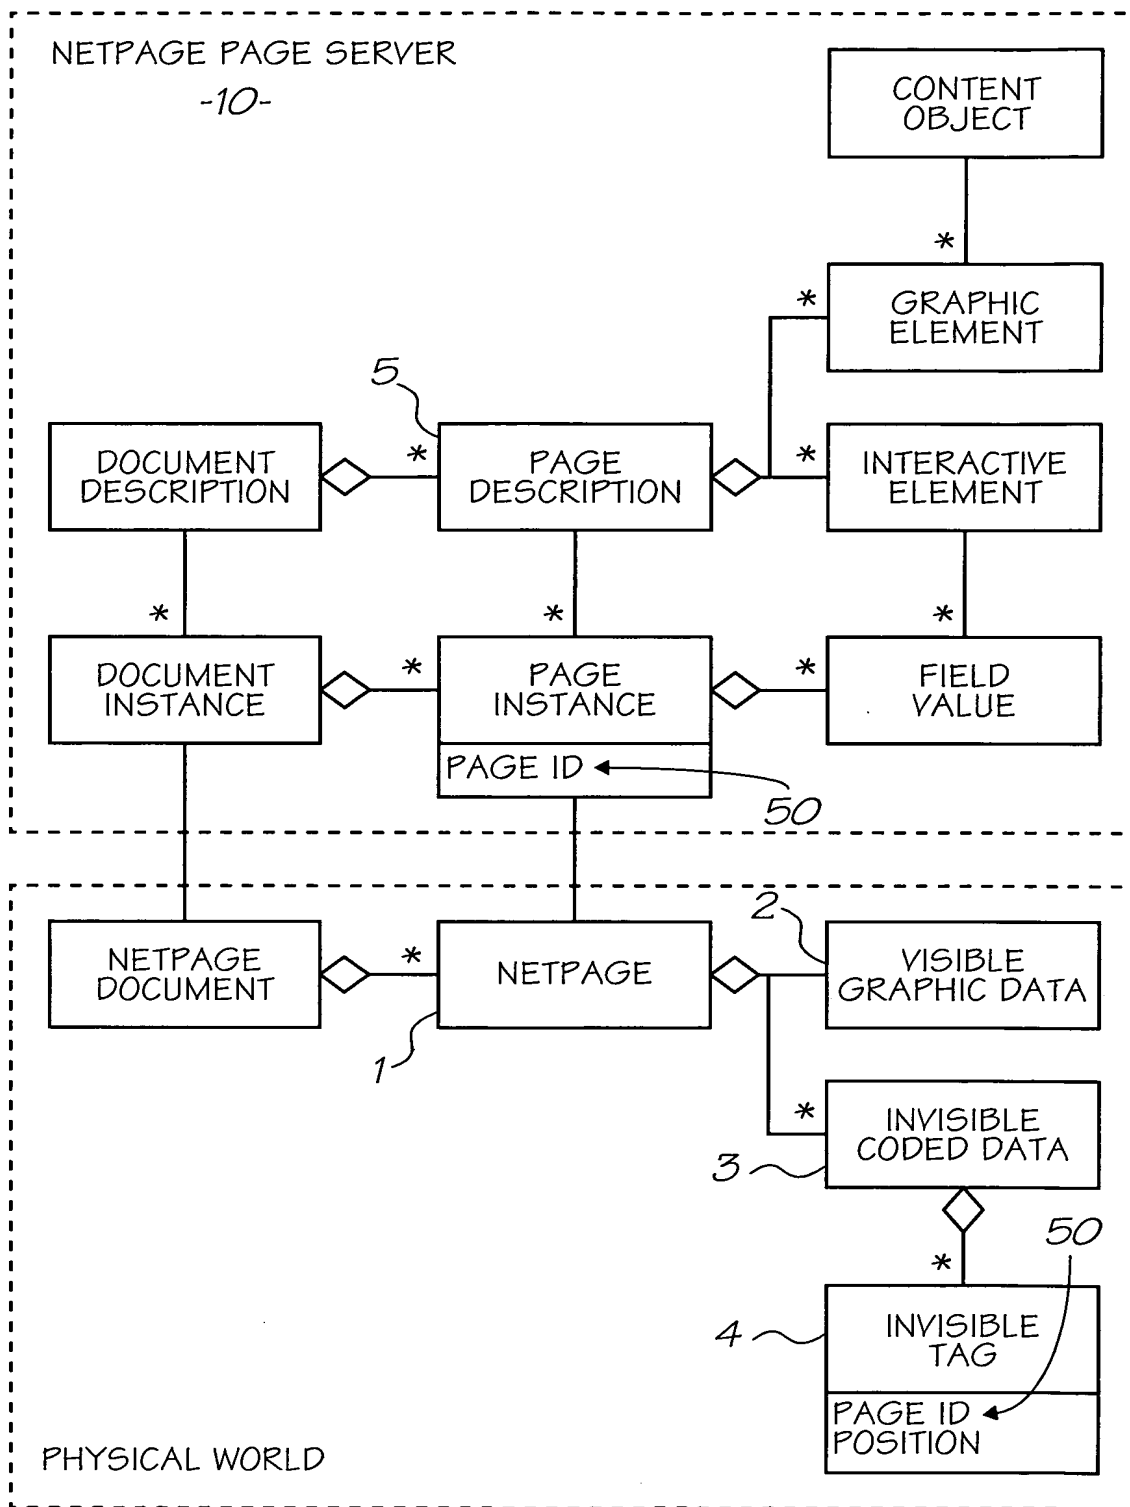 NETPAGE PAGE SERVER
-10-
CONTENT
OBJECT
*
*
GRAPHIC
ELEMENT
5
DOCUMENT
DESCRIPTION
*
PAGE
DESCRIPTION
*
INTERACTIVE
ELEMENT
*
*
*
DOCUMENT
INSTANCE
*
PAGE
INSTANCE
*
FIELD
VALUE
PAGE ID
50
2
NETPAGE
DOCUMENT
*
NETPAGE
VISIBLE
GRAPHIC DATA
1
*
INVISIBLE
CODED DATA
3
50
*
4
INVISIBLE
TAG
PAGE ID
POSITION
PHYSICAL WORLD